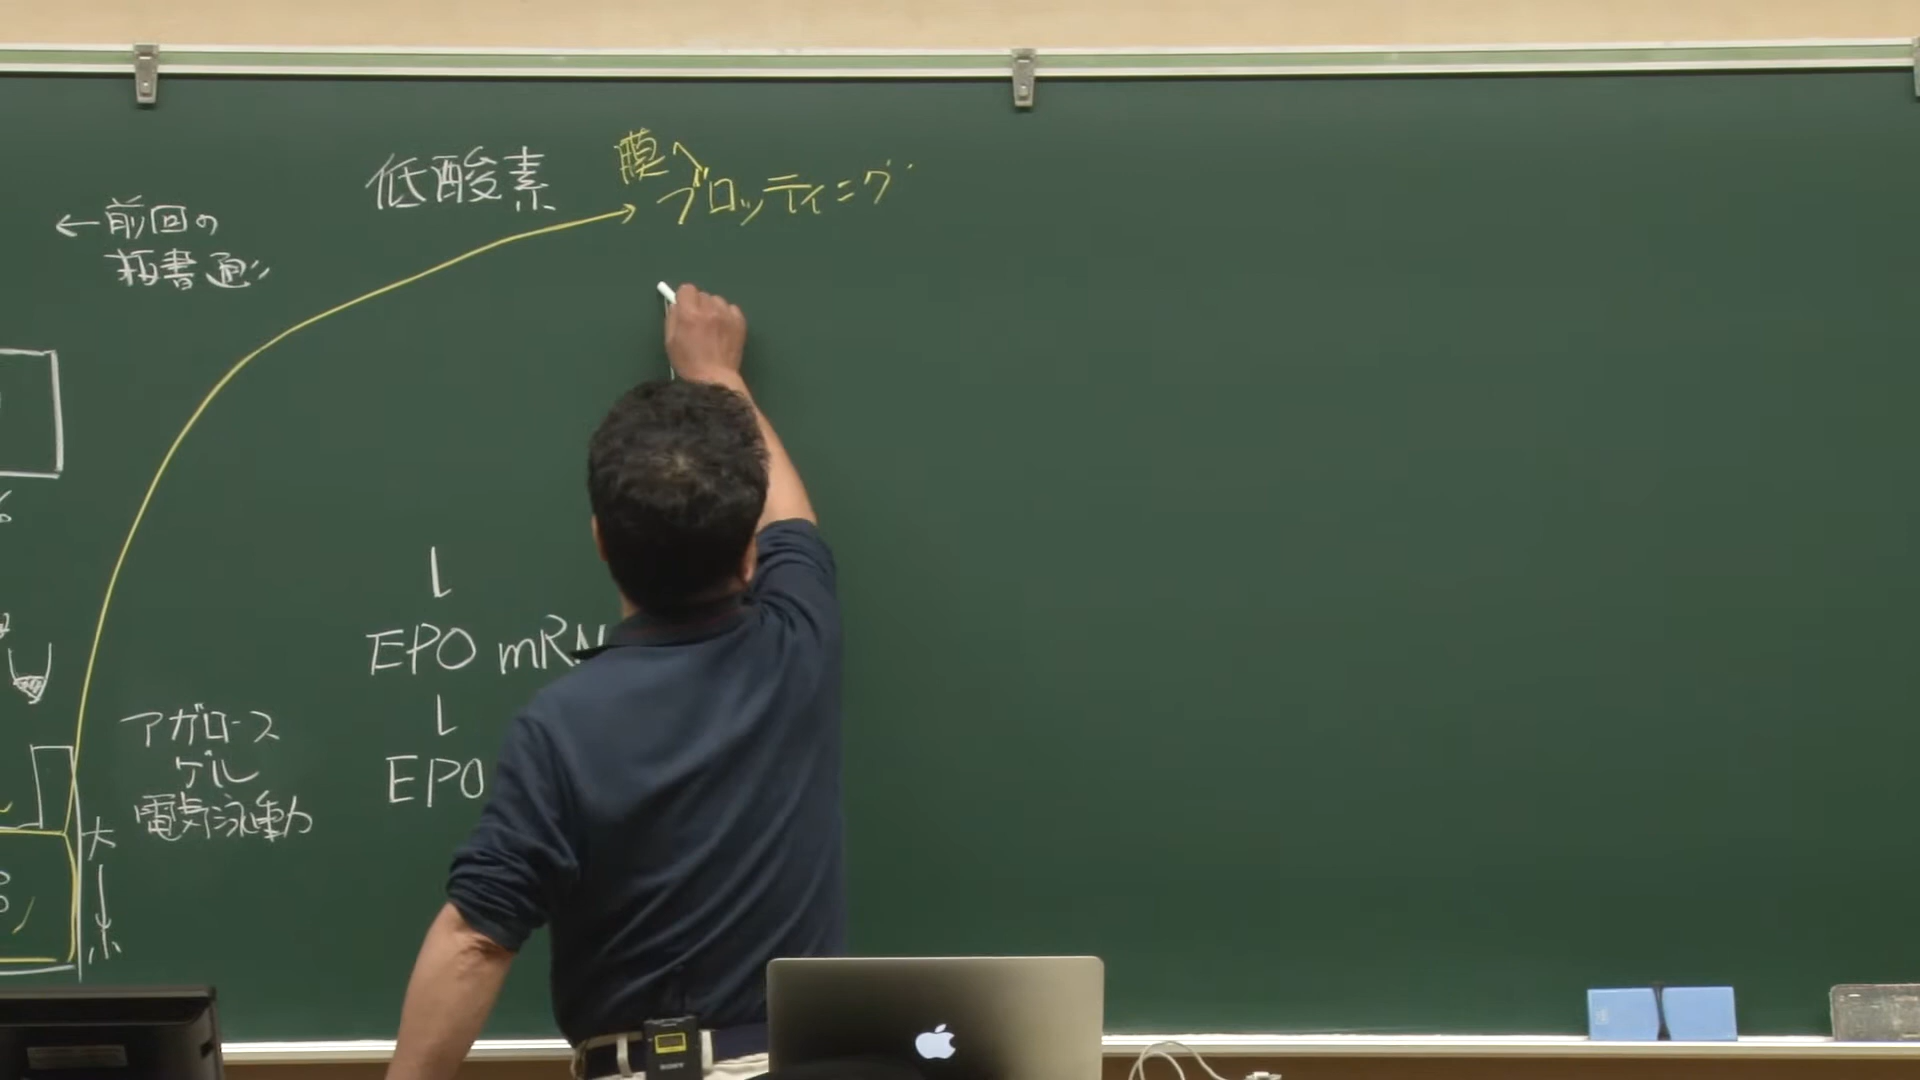 低酸素
膜へ
ブロッティング
←前回の
板書通り
↓
EPO mRN
↓
EPO
アガロース
ゲル
電気泳動
大
↓
小